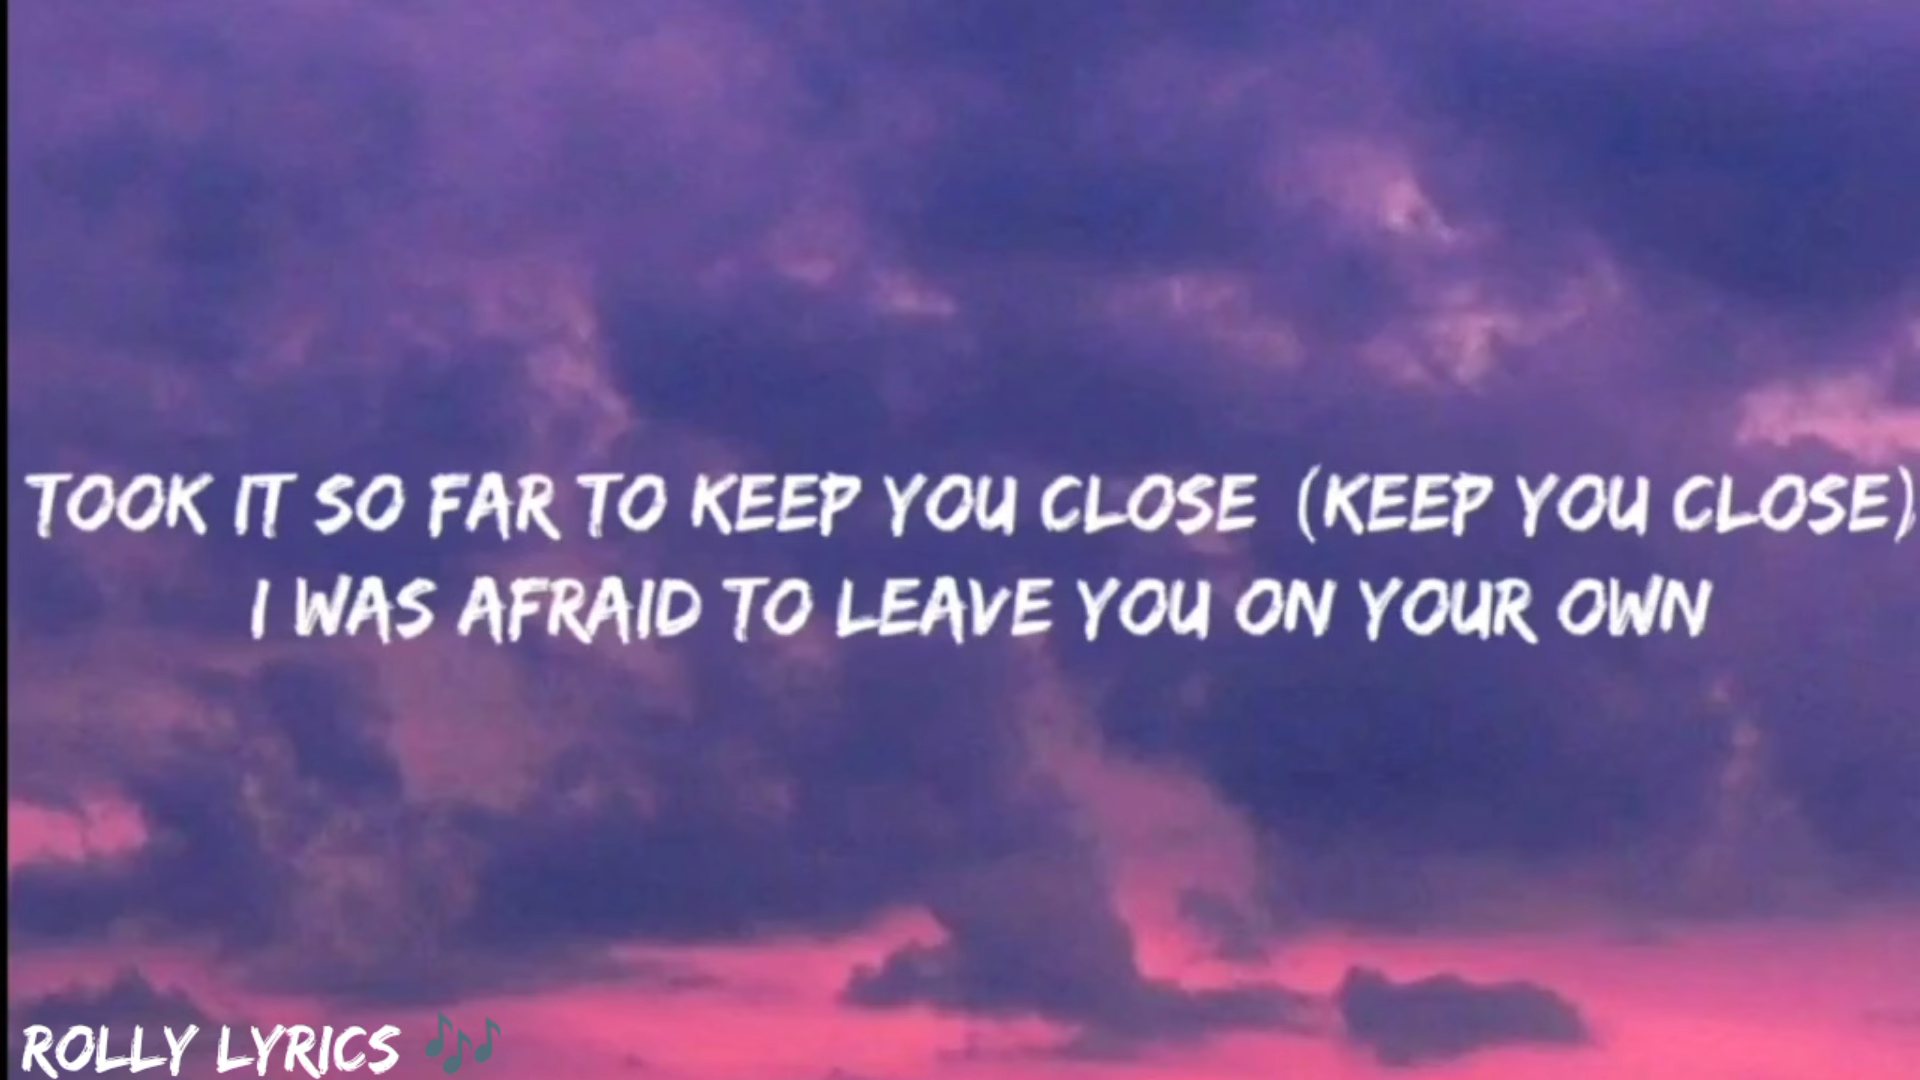 TOOK IT SO FAR TO KEEP YOU CLOSE (KEEP YOU CLOSE)
I WAS AFRAID TO LEAVE YOU ON YOUR OWN
ROLLY LYRICS 🎶